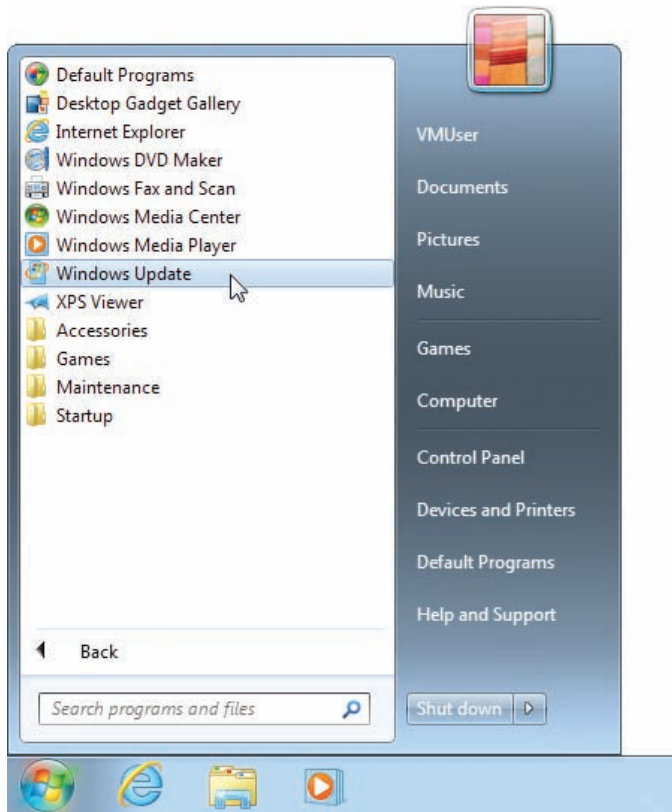 Default Programs
Desktop Gadget Gallery
Internet Explorer
Windows DVD Maker
Windows Fax and Scan
Windows Media Center
Windows Media Player
Windows Update
XPS Viewer
Accessories
Games
Maintenance
Startup
Back
Search programs and files
VMUser
Documents
Pictures
Music
Games
Computer
Control Panel
Devices and Printers
Default Programs
Help and Support
Shut down